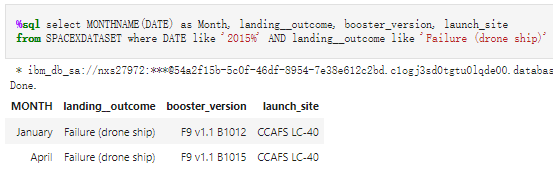 %sql select MONTHNAME(DATE) as Month, landing__outcome, booster_version, launch_site
from SPACEXDATASET where DATE like '2015%' AND landing__outcome like 'Failure (drone ship)'
* ibm_db_sa://nxs27972:***@54a2f15b-5c0f-46df-8954-7e38e612c2bd.c1ogj3sd0tgtu0lqde00.databas
Done.
MONTH landing__outcome booster_version launch_site
January Failure (drone ship) F9 v1.1 B1012 CCAFS LC-40
April Failure (drone ship) F9 v1.1 B1015 CCAFS LC-40